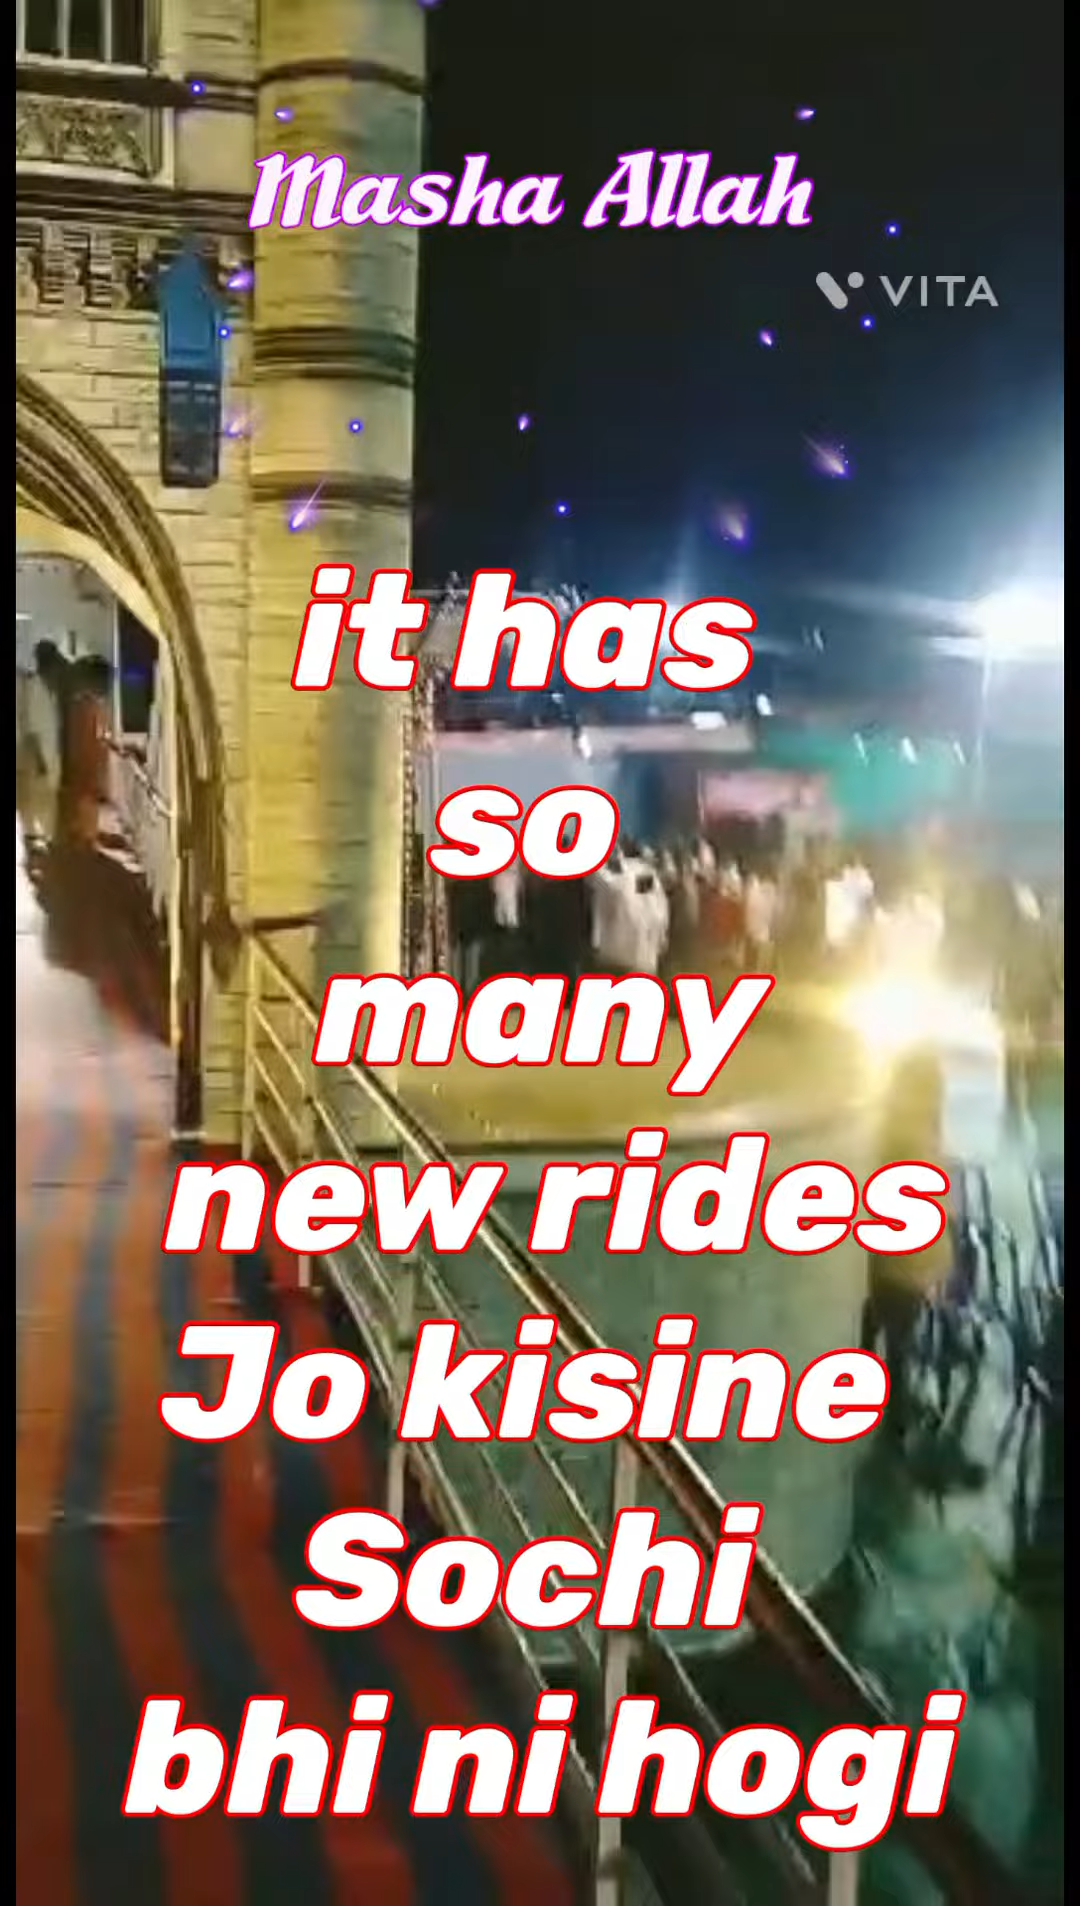 Masha Allah
VITA
it has
so
many
new rides
Jo kisine
Sochi
bhi ni hogi